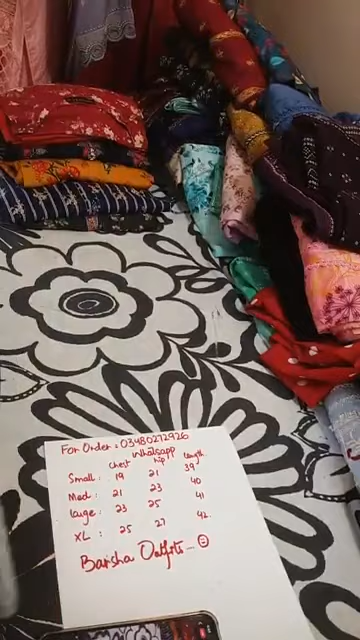 For Order : 03480272926
Whatsapp
Chest hip length
Small: 19 21 39
Med: 21 23 40
Large: 23 25 41
XL: 25 27 42
Barisha Outfits...